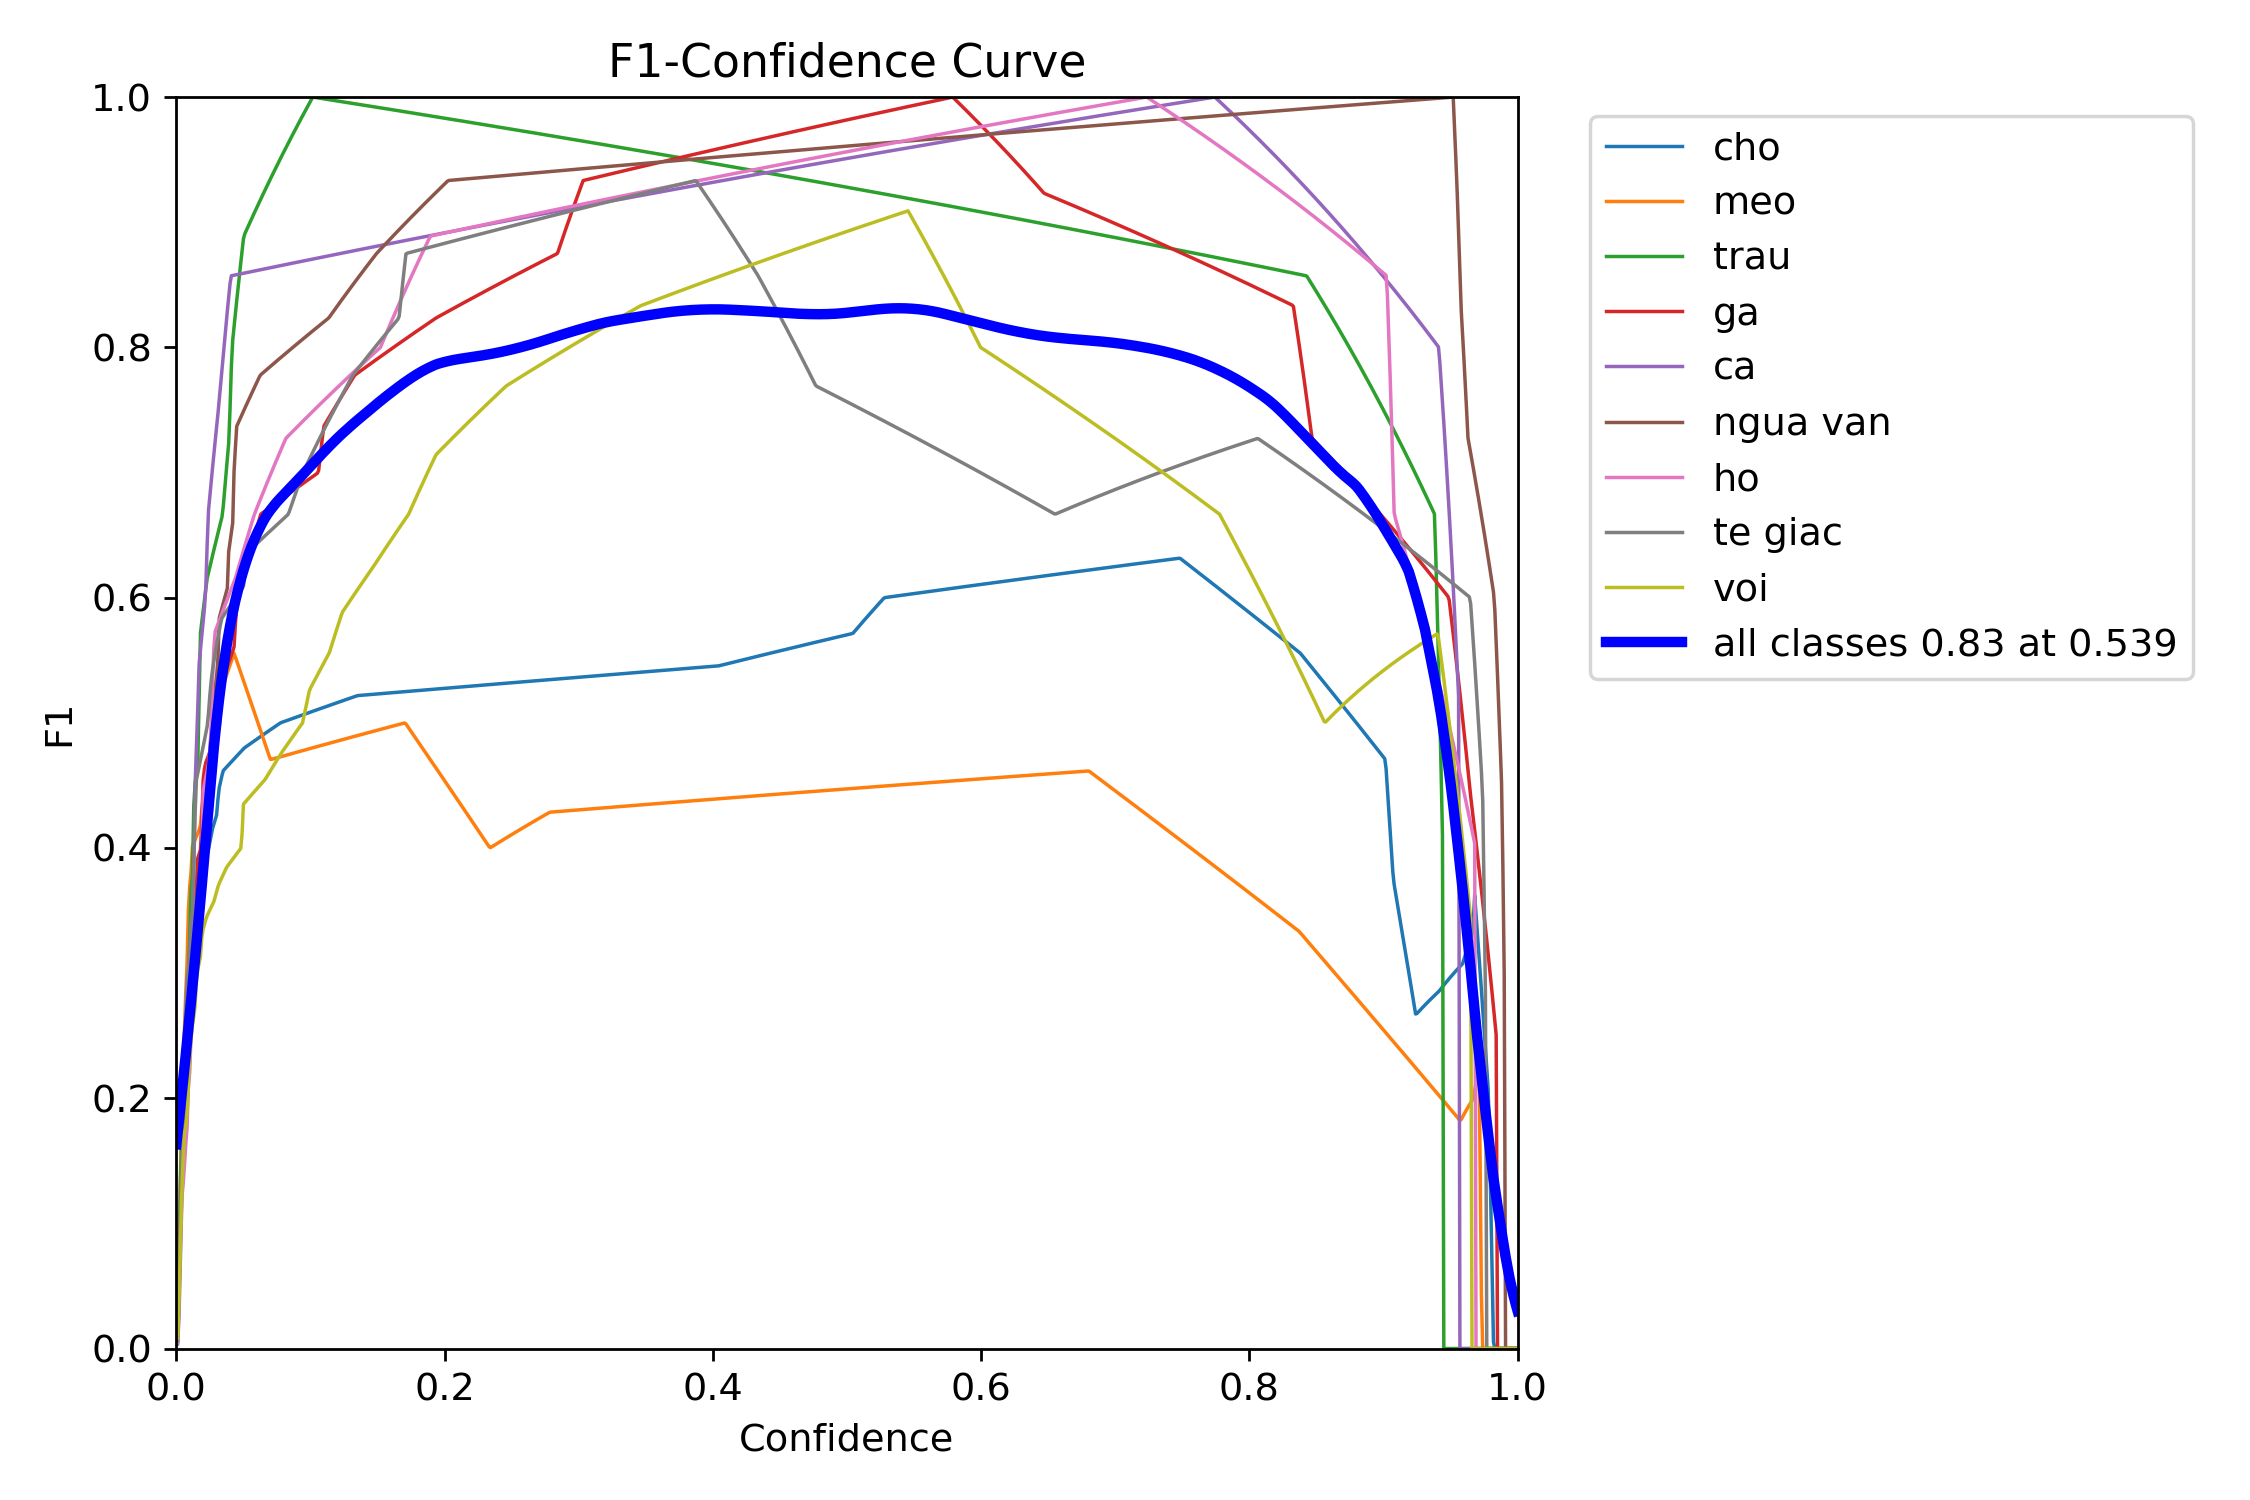 F1-Confidence Curve
1.0
0.8
0.6
0.4
0.2
0.0
F1
0.0 0.2 0.4 0.6 0.8 1.0
Confidence
cho
meo
trau
ga
ca
ngua van
ho
te giac
voi
all classes 0.83 at 0.539